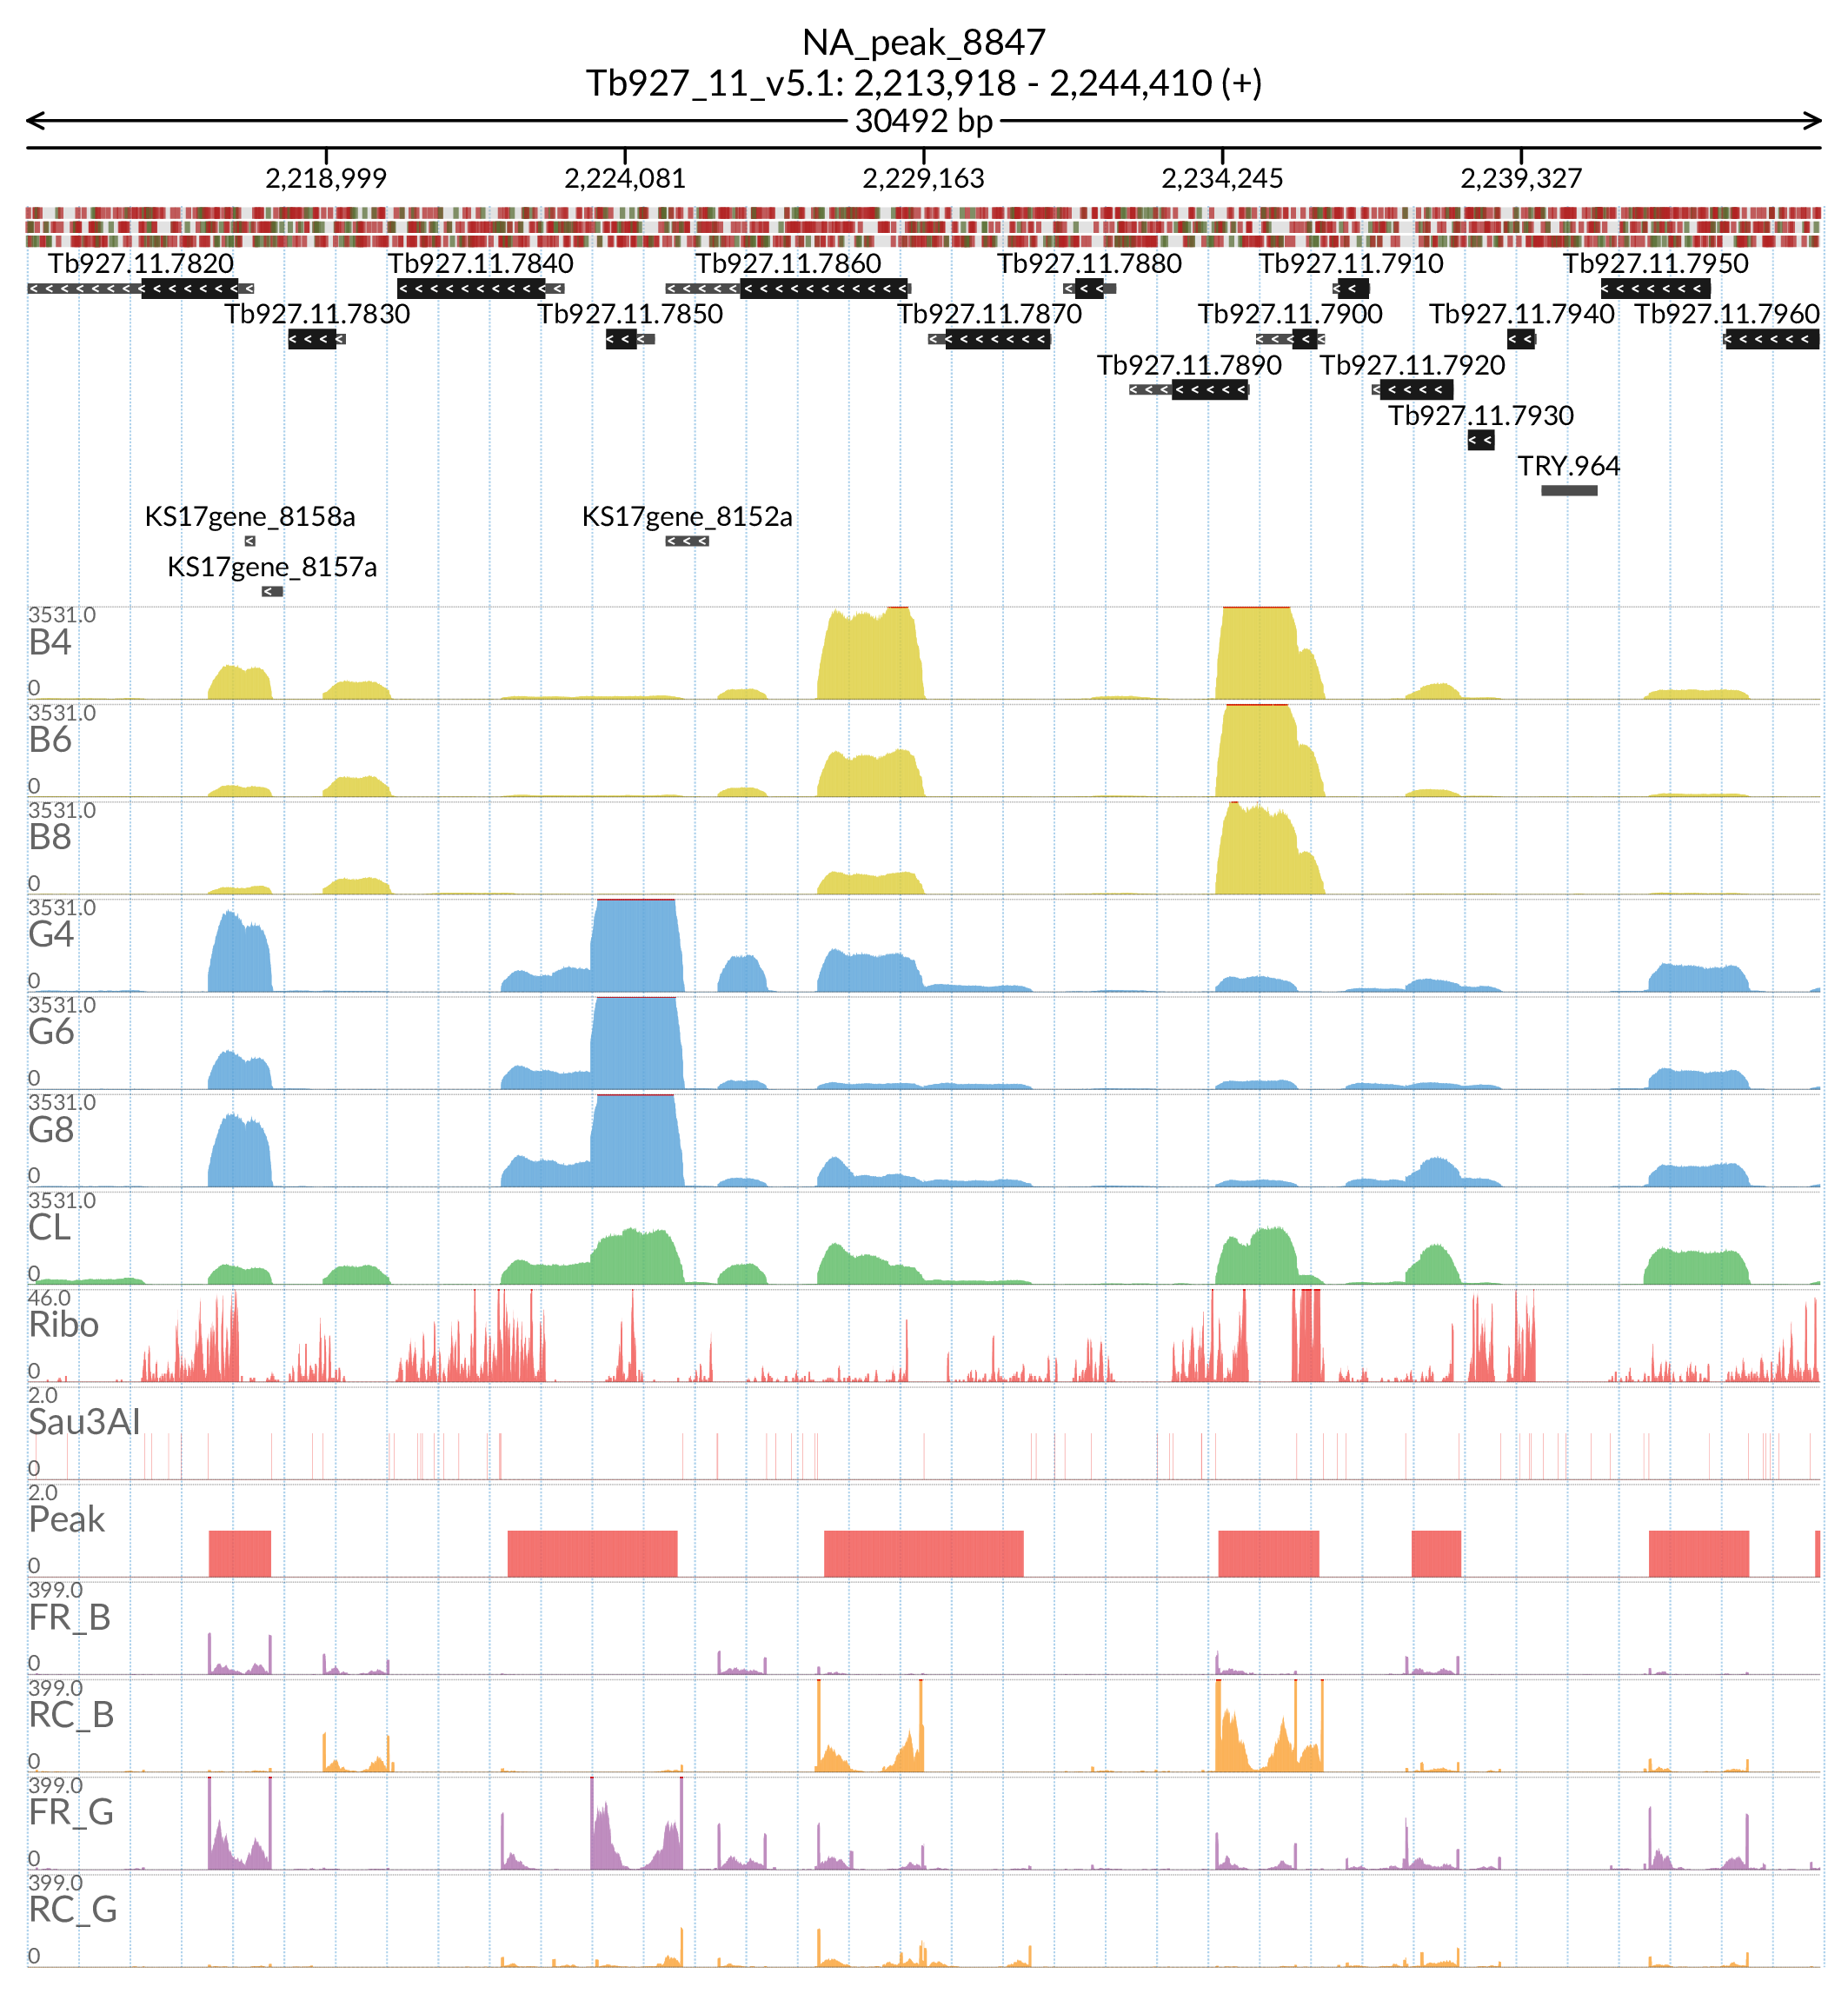 NA_peak_8847
Tb927_11_v5.1: 2,213,918 - 2,244,410 (+)
30492 bp
2,218,999 2,224,081 2,229,163 2,234,245 2,239,327
Tb927.11.7820 Tb927.11.7840 Tb927.11.7860 Tb927.11.7880 Tb927.11.7910 Tb927.11.7950
Tb927.11.7830 Tb927.11.7850 Tb927.11.7870 Tb927.11.7900 Tb927.11.7940 Tb927.11.7960
Tb927.11.7890 Tb927.11.7920
Tb927.11.7930
TRY.964
KS17gene_8158a KS17gene_8152a
KS17gene_8157a
3531.0
B4
0
3531.0
B6
0
3531.0
B8
0
3531.0
G4
0
3531.0
G6
0
3531.0
G8
0
3531.0
CL
0
46.0
Ribo
0
2.0
Sau3AI
0
2.0
Peak
0
399.0
FR_B
0
399.0
RC_B
0
399.0
FR_G
0
399.0
RC_G
0